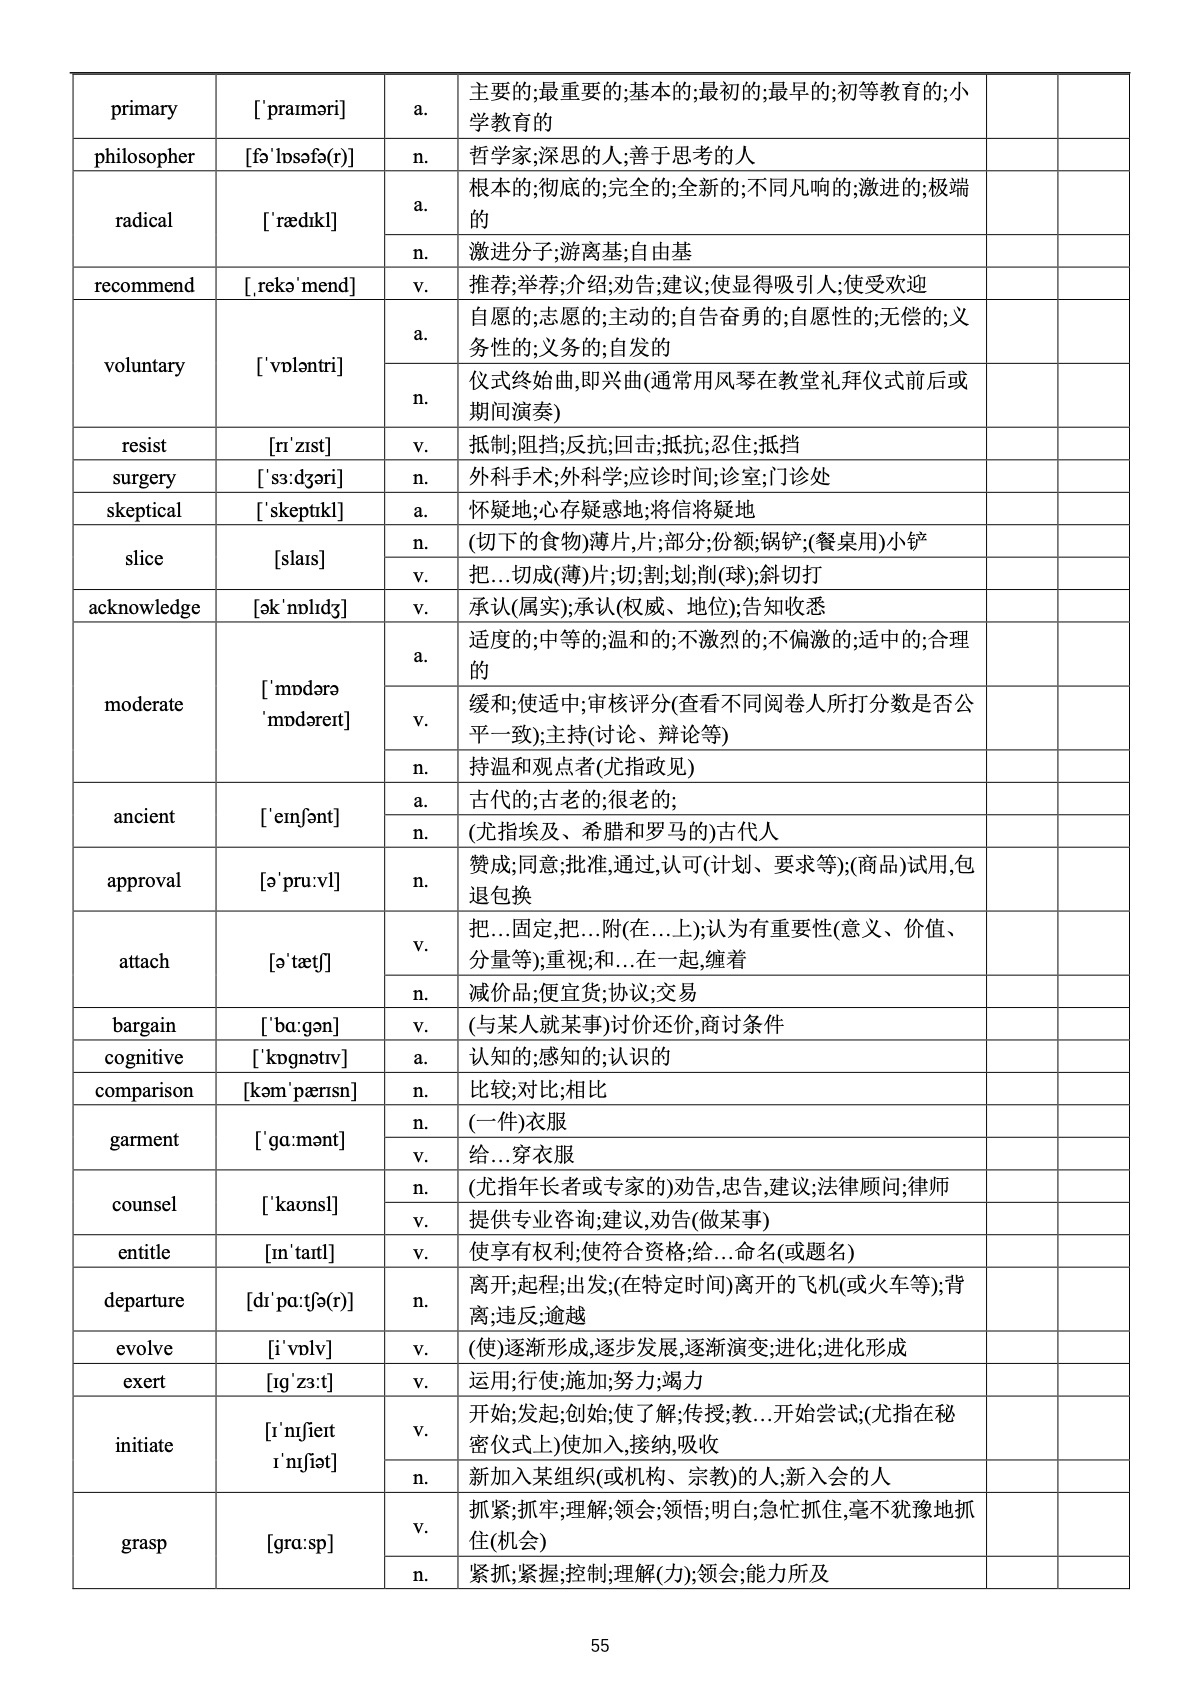 primary [ˈpraɪməri] a. 主要的;最重要的;基本的;最初的;最早的;初等教育的;小
学教育的
philosopher [fəˈlɒsəfə(r)] n. 哲学家;深思的人;善于思考的人
radical [ˈrædɪkl] a. 根本的;彻底的;完全的;全新的;不同凡响的;激进的;极端
的
n. 激进分子;游离基;自由基
recommend [ˌrekəˈmend] v. 推荐;举荐;介绍;劝告;建议;使显得吸引人;使受欢迎
voluntary [ˈvɒləntri] a. 自愿的;志愿的;主动的;自告奋勇的;自愿性的;无偿的;义
务性的;义务的;自发的
n. 仪式终始曲,即兴曲(通常用风琴在教堂礼拜仪式前后或
期间演奏)
resist [rɪˈzɪst] v. 抵制;阻挡;反抗;回击;抵抗;忍住;抵挡
surgery [ˈsɜːdʒəri] n. 外科手术;外科学;应诊时间;诊室;门诊处
skeptical [ˈskeptɪkl] a. 怀疑地;心存疑惑地;将信将疑地
slice [slaɪs] n. (切下的食物)薄片,片;部分;份额;锅铲;(餐桌用)小铲
v. 把…切成(薄)片;切;割;划;削(球);斜切打
acknowledge [əkˈnɒlɪdʒ] v. 承认(属实);承认(权威、地位);告知收悉
moderate [ˈmɒdərə ˈmɒdəreɪt] a. 适度的;中等的;温和的;不激烈的;不偏激的;适中的;合理
的
v. 缓和;使适中;审核评分(查看不同阅卷人所打分数是否公
平一致);主持(讨论、辩论等)
n. 持温和观点者(尤指政见)
ancient [ˈeɪnʃənt] a. 古代的;古老的;很老的;
n. (尤指埃及、希腊和罗马的)古代人
approval [əˈpruːvl] n. 赞成;同意;批准,通过,认可(计划、要求等);(商品)试用,包
退包换
attach [əˈtætʃ] v. 把…固定,把…附(在…上);认为有重要性(意义、价值、
分量等);重视;和…在一起,缠着
n. 减价品;便宜货;协议;交易
bargain [ˈbɑːɡən] v. (与某人就某事)讨价还价,商讨条件
cognitive [ˈkɒɡnətɪv] a. 认知的;感知的;认识的
comparison [kəmˈpærɪsn] n. 比较;对比;相比
garment [ˈɡɑːmənt] n. (一件)衣服
v. 给…穿衣服
counsel [ˈkaʊnsl] n. (尤指年长者或专家的)劝告,忠告,建议;法律顾问;律师
v. 提供专业咨询;建议,劝告(做某事)
entitle [ɪnˈtaɪtl] v. 使享有权利;使符合资格;给…命名(或题名)
departure [dɪˈpɑːtʃə(r)] n. 离开;起程;出发;(在特定时间)离开的飞机(或火车等);背
离;违反;逾越
evolve [iˈvɒlv] v. (使)逐渐形成,逐步发展,逐渐演变;进化;进化形成
exert [ɪɡˈzɜːt] v. 运用;行使;施加;努力;竭力
initiate [ɪˈnɪʃieɪt ɪˈnɪʃiət] v. 开始;发起;创始;使了解;传授;教…开始尝试;(尤指在秘
密仪式上)使加入,接纳,吸收
n. 新加入某组织(或机构、宗教)的人;新入会的人
grasp [ɡrɑːsp] v. 抓紧;抓牢;理解;领会;领悟;明白;急忙抓住,毫不犹豫地抓
住(机会)
n. 紧抓;紧握;控制;理解(力);领会;能力所及
55